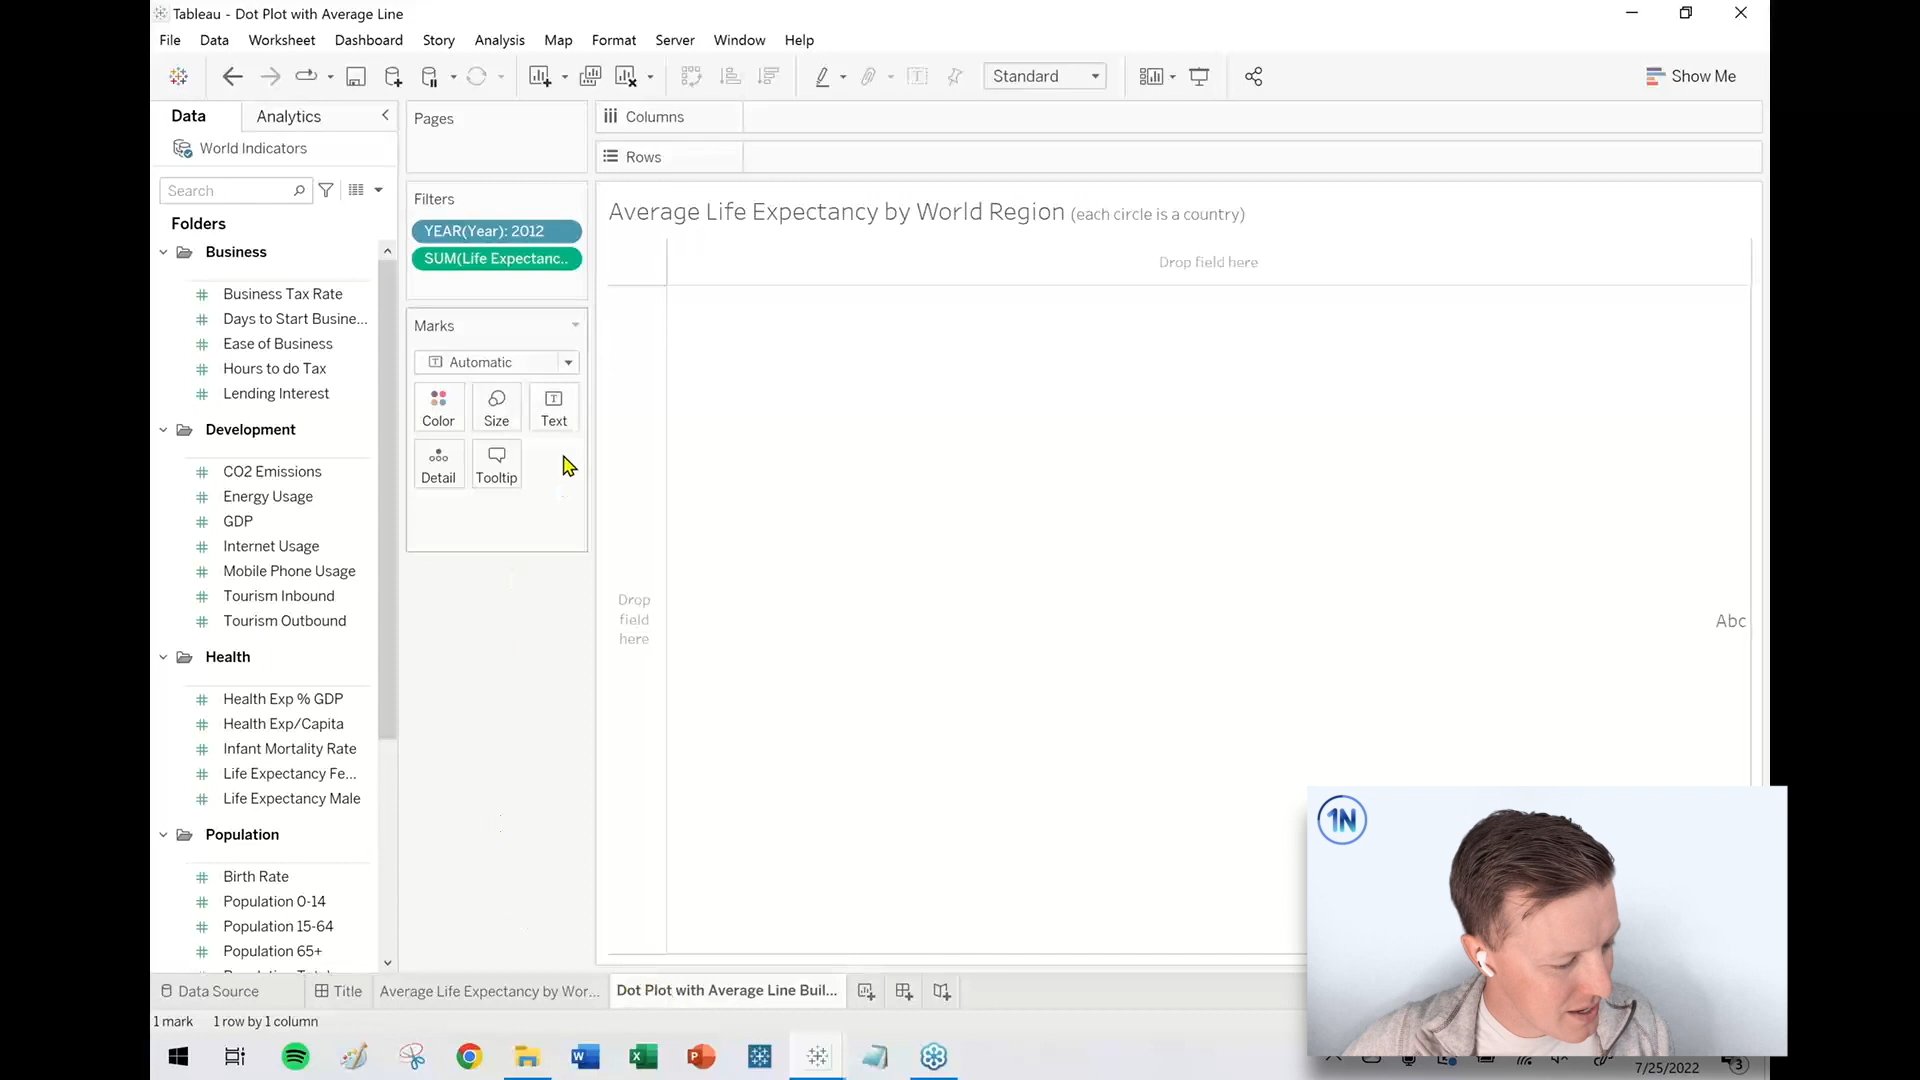 Tableau - Dot Plot with Average Line
File Data Worksheet Dashboard Story Analysis Map Format Server Window Help
Standard
Show Me
Data
Analytics
World Indicators
Search
Folders
Business
Business Tax Rate
Days to Start Busine...
Ease of Business
Hours to do Tax
Lending Interest
Development
CO2 Emissions
Energy Usage
GDP
Internet Usage
Mobile Phone Usage
Tourism Inbound
Tourism Outbound
Health
Health Exp % GDP
Health Exp/Capita
Infant Mortality Rate
Life Expectancy Fe...
Life Expectancy Male
Population
Birth Rate
Population 0-14
Population 15-64
Population 65+
Pages
Filters
YEAR(Year): 2012
SUM(Life Expectanc..
Marks
Automatic
Color
Size
Text
Detail
Tooltip
Columns
Rows
Average Life Expectancy by World Region (each circle is a country)
Drop field here
Drop
field
here
Abc
1N
Data Source
Title
Average Life Expectancy by Wor...
Dot Plot with Average Line Buil...
1 mark
1 row by 1 column
7/25/2022
3